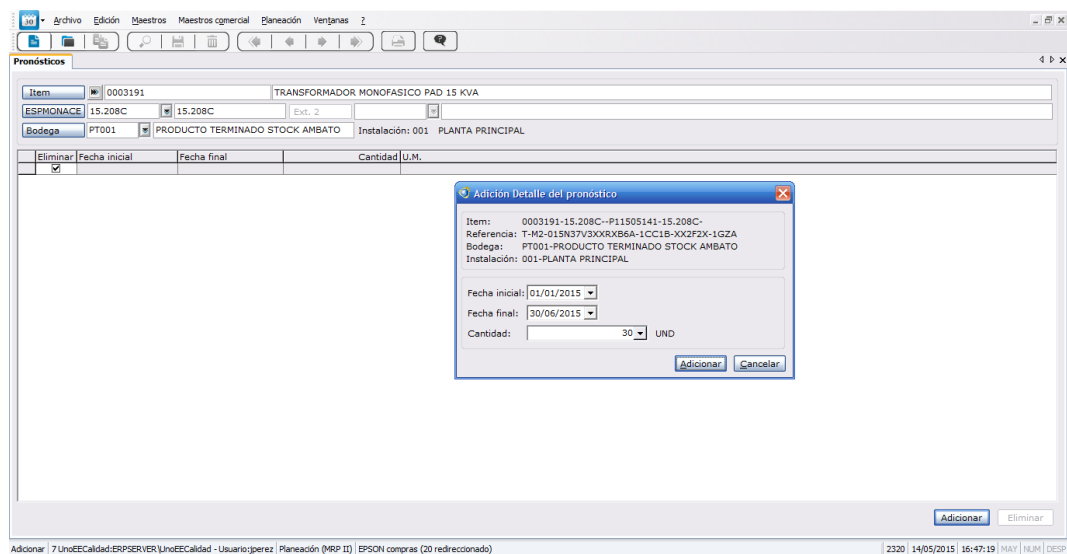 30 Archivo Edición Maestros Maestros comercial Planeación Ventanas ?
Pronósticos
Item 0003191 TRANSFORMADOR MONOFASICO PAD 15 KVA
ESPMONACE 15.208C 15.208C Ext. 2
Bodega PT001 PRODUCTO TERMINADO STOCK AMBATO Instalación: 001 PLANTA PRINCIPAL
Eliminar Fecha inicial Fecha final Cantidad U.M.
Adición Detalle del pronóstico
Item: 0003191-15.208C--P11505141-15.208C-
Referencia: T-M2-015N37V3XXRXB6A-1CC1B-XX2F2X-1GZA
Bodega: PT001-PRODUCTO TERMINADO STOCK AMBATO
Instalación: 001-PLANTA PRINCIPAL
Fecha inicial: 01/01/2015
Fecha final: 30/06/2015
Cantidad: 30 UND
Adicionar Cancelar
Adicionar Eliminar
Adicionar 7 UnoEECalidad:ERPSERVER\UnoEECalidad - Usuario:jperez Planeación (MRP II) EPSON compras (20 redireccionado) 2320 14/05/2015 16:47:19 MAY NUM DESP